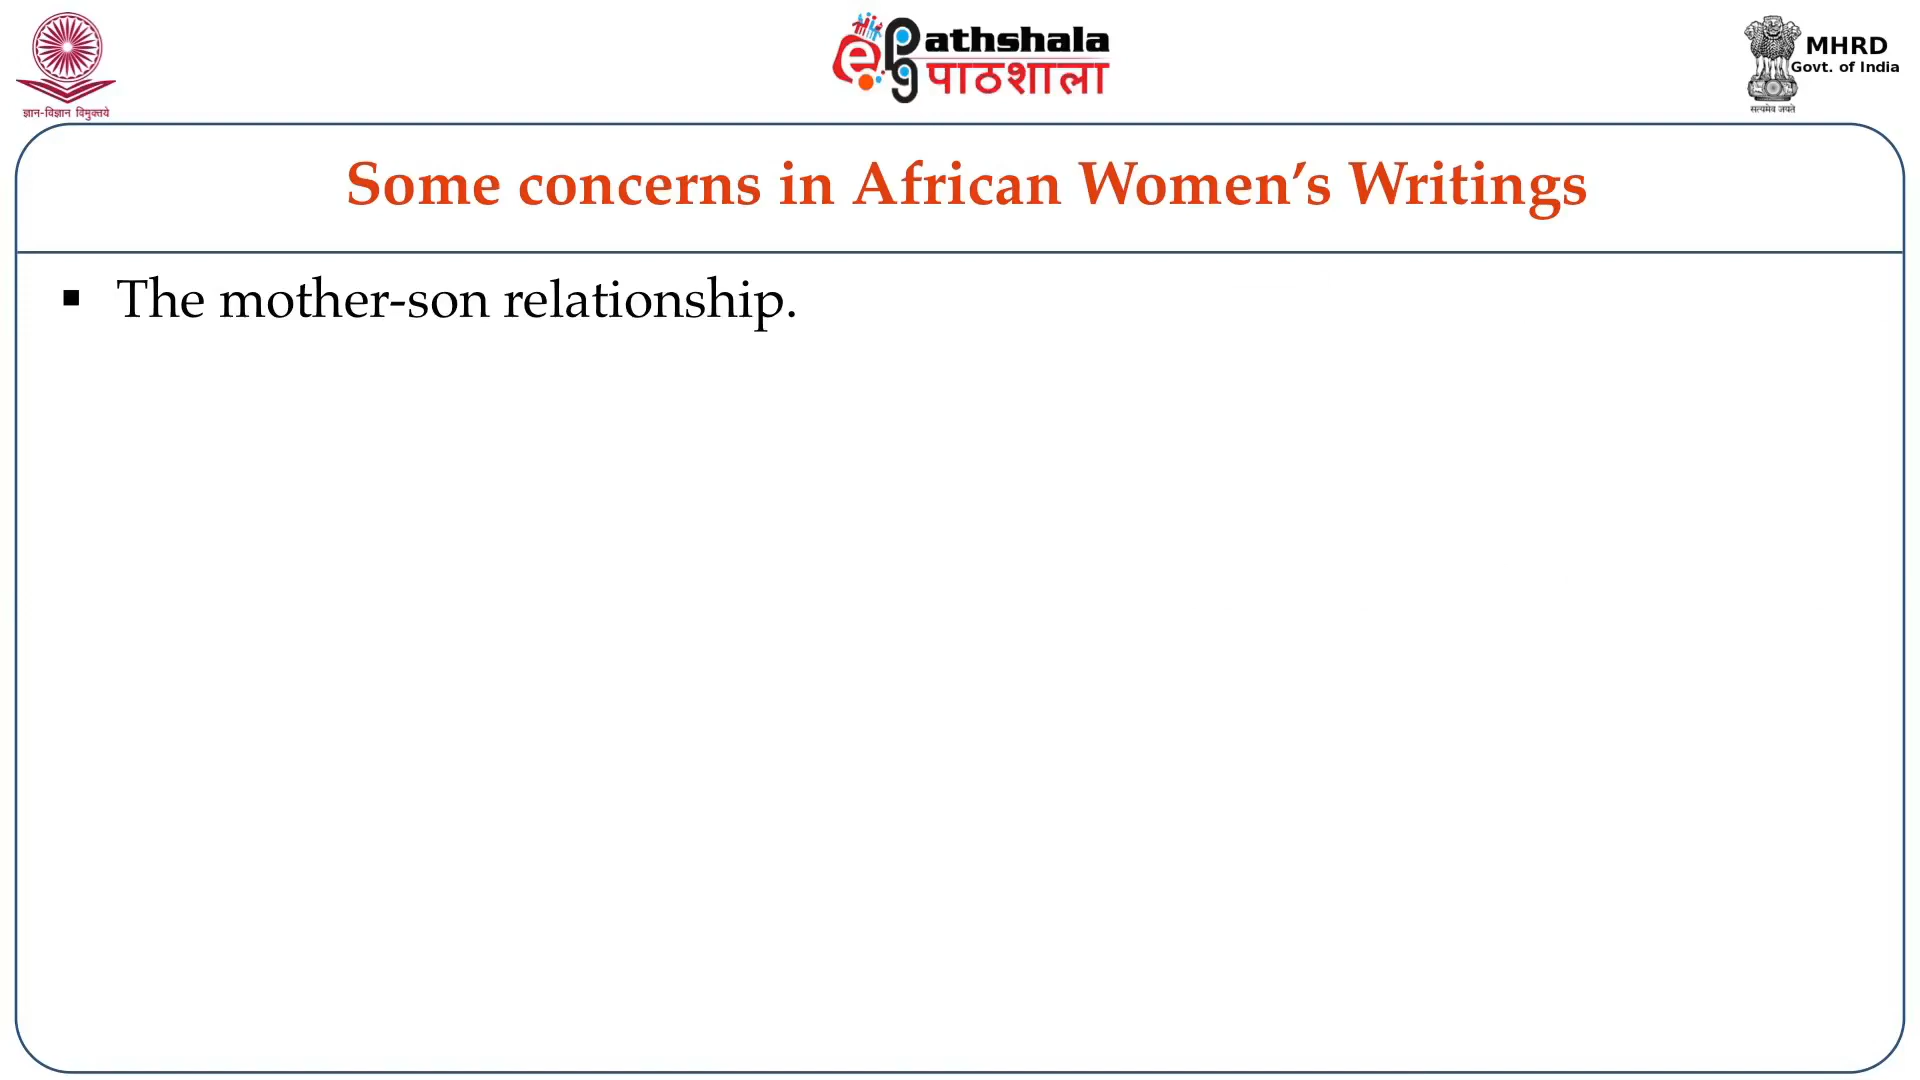 ज्ञान-विज्ञान विमुक्तये
e Pathshala
पाठशाला
MHRD
Govt. of India
सत्यमेव जयते
Some concerns in African Women’s Writings
▪ The mother-son relationship.